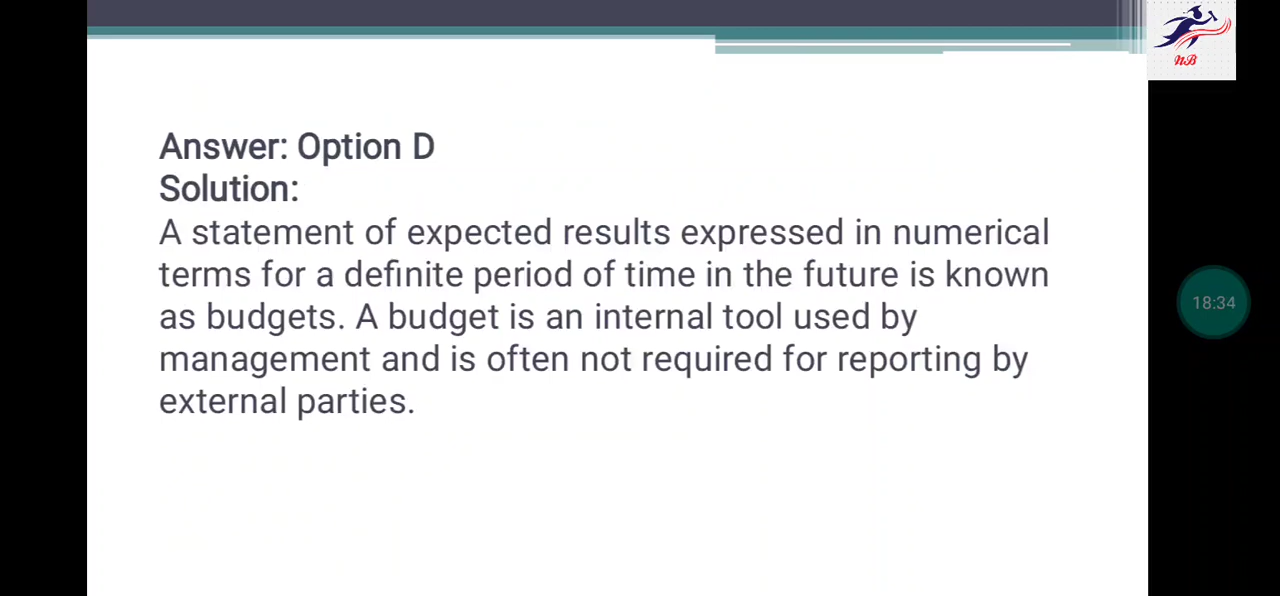 NB
Answer: Option D
Solution:
A statement of expected results expressed in numerical
terms for a definite period of time in the future is known
as budgets. A budget is an internal tool used by
management and is often not required for reporting by
external parties.
18:34